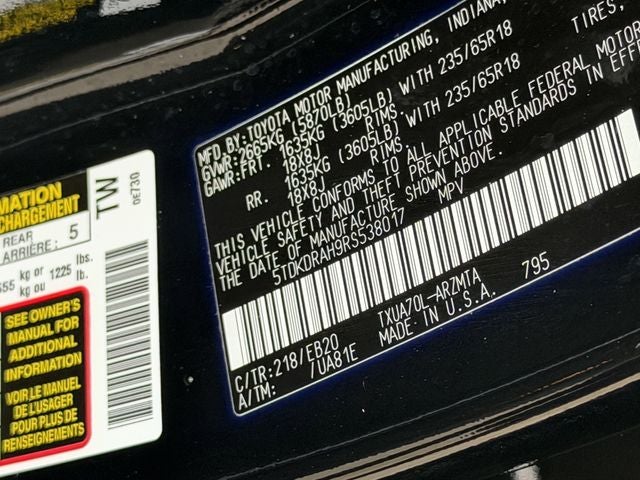 MFD.BY:TOYOTA MOTOR MANUFACTURING, INDIANA,
GVWR:2665KG (5870LB)
GAWR:FRT. 1635KG (3605LB)WITH 235/65R18 TIRES,
18X8J RIMS.
RR. 1635KG (3605LB)WITH 235/65R18
18X8J RIMS.
THIS VEHICLE CONFORMS TO ALL APPLICABLE FEDERAL MOTOR
VEHICLE SAFETY AND THEFT PREVENTION STANDARDS IN EFF
THE DATE OF MANUFACTURE SHOWN ABOVE.
5TDKDRAH9RS538017 MPV
C/TR:218/EB20 TXUA70L-ARZMTA 795
A/TM: /UA81E MADE IN U.S.A.
MATION
CHARGEMENT
REAR
ARRIÈRE: 5
TW
0E730
kg or 1225 lbs.
kg ou lb.
SEE OWNER'S
MANUAL FOR
ADDITIONAL
INFORMATION
VOIR LE MANUEL
DE L'USAGER
POUR PLUS DE
RENSEIGNEMENTS